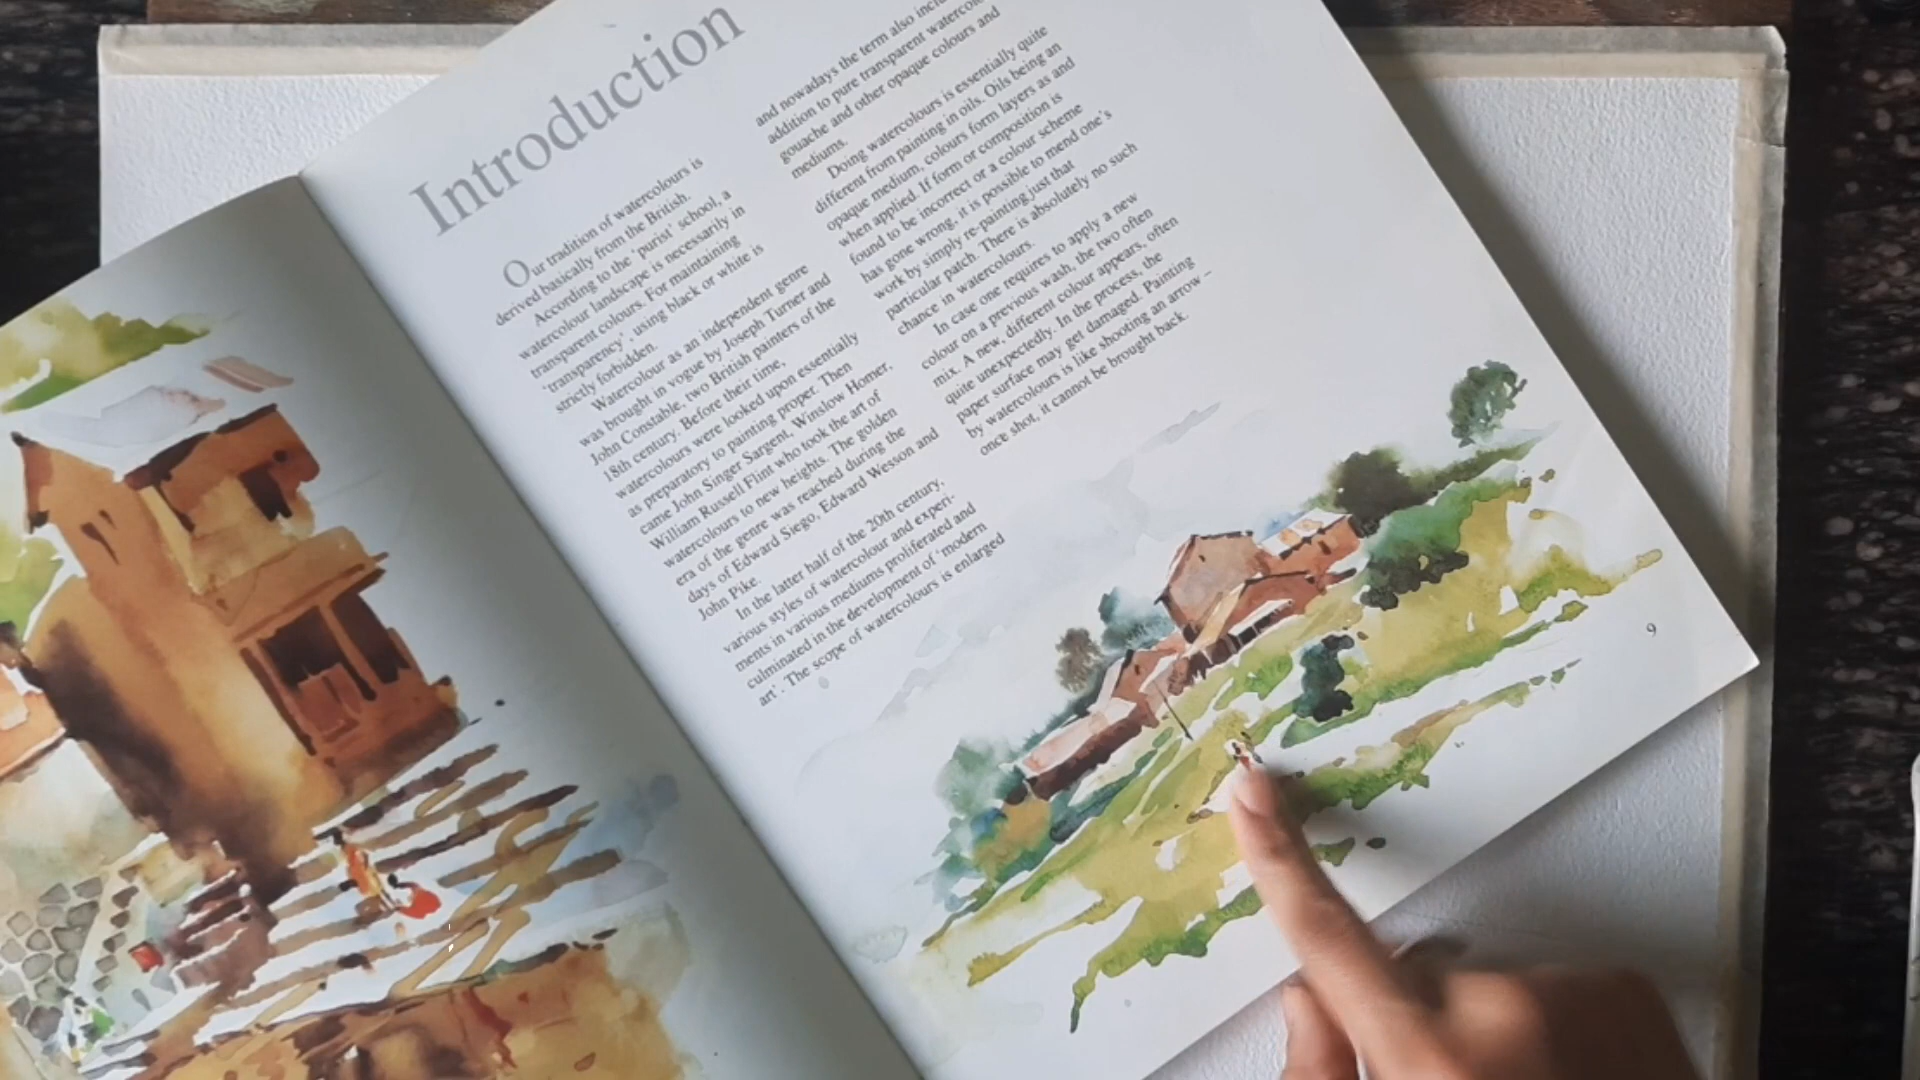 Introduction
Our tradition of watercolours is
derived basically from the British.
According to the 'purist' school, a
watercolour landscape is necessarily in
transparent colours. For maintaining
'transparency', using black or white is
strictly forbidden.
Watercolour as an independent genre
was brought in vogue by Joseph Turner and
John Constable, two British painters of the
18th century. Before their time,
watercolours were looked upon essentially
as preparatory to painting proper. Then
came John Singer Sargent, Winslow Homer,
William Russell Flint who took the art of
watercolours to new heights. The golden
era of the genre was reached during the
days of Edward Siego, Edward Wesson and
John Pike.
In the latter half of the 20th century,
various styles of watercolour and experi-
ments in various mediums proliferated and
culminated in the development of 'modern
art'. The scope of watercolours is enlarged
and nowadays the term also
addition to pure transparent
gouache and other opaque colours and
mediums.
Doing watercolours is essentially quite
different from painting in oils. Oils being an
opaque medium, colours form layers as and
when applied. If form or composition is
found to be incorrect or a colour scheme
has gone wrong, it is possible to mend one's
work by simply re-painting just that
particular patch. There is absolutely no such
chance in watercolours.
In case one requires to apply a new
colour on a previous wash, the two often
mix. A new, different colour appears, often
quite unexpectedly. In the process, the
paper surface may get damaged. Painting
by watercolours is like shooting an arrow –
once shot, it cannot be brought back.
9